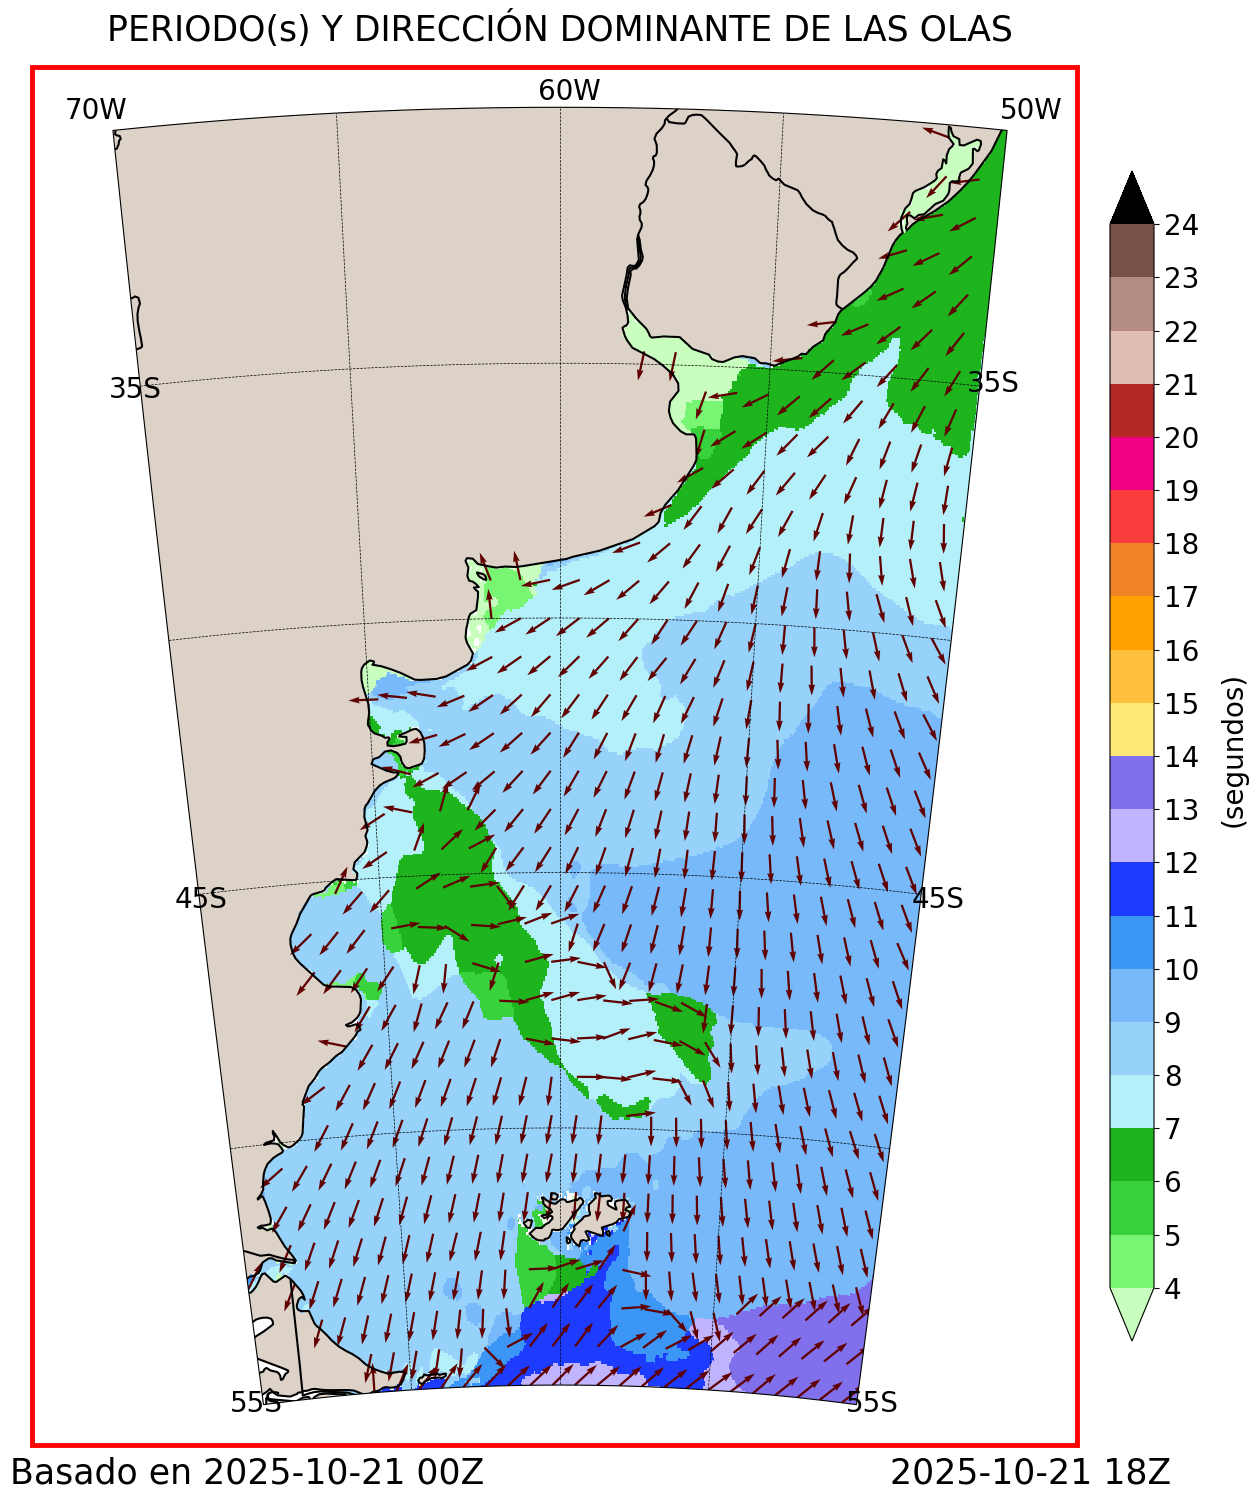 PERIODO(s) Y DIRECCIÓN DOMINANTE DE LAS OLAS
70W
60W
50W
35S
35S
45S
45S
55S
55S
24
23
22
21
20
19
18
17
16
15
14
13
12
11
10
9
8
7
6
5
4
(segundos)
Basado en 2025-10-21 00Z
2025-10-21 18Z